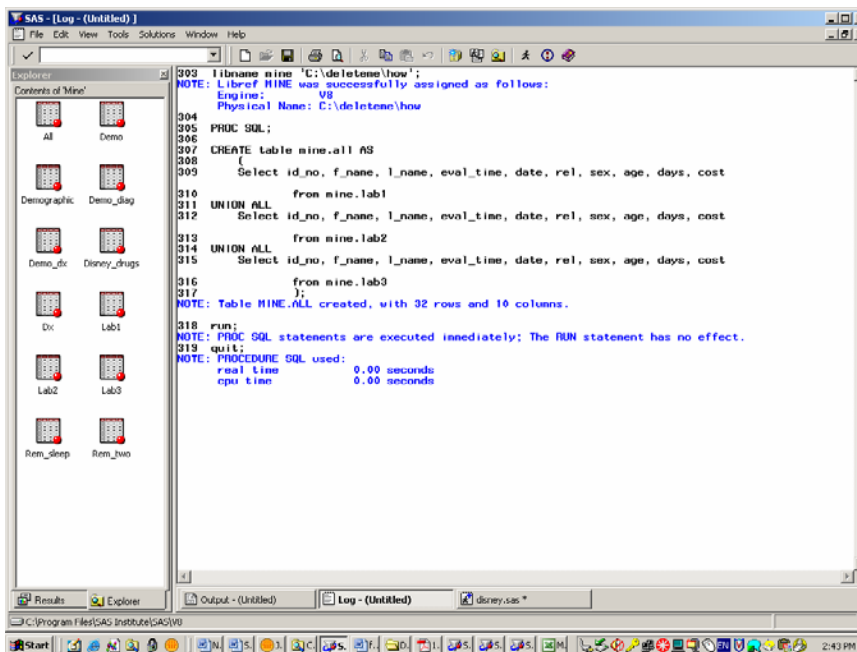 SAS - [Log - (Untitled) ]
File Edit View Tools Solutions Window Help
Explorer
Contents of 'Mine'
All
Demo
Demographic
Demo_diag
Demo_dx
Disney_drugs
Dx
Lab1
Lab2
Lab3
Rem_sleep
Rem_two
303 libname mine 'C:\deleteme\how';
NOTE: Libref MINE was successfully assigned as follows:
Engine: V8
Physical Name: C:\deleteme\how
304
305 PROC SQL;
306
307 CREATE table mine.all AS
308 (
309 Select id_no, f_name, l_name, eval_time, date, rel, sex, age, days, cost
310 from mine.lab1
311 UNION ALL
312 Select id_no, f_name, l_name, eval_time, date, rel, sex, age, days, cost
313 from mine.lab2
314 UNION ALL
315 Select id_no, f_name, l_name, eval_time, date, rel, sex, age, days, cost
316 from mine.lab3
317 );
NOTE: Table MINE.ALL created, with 32 rows and 10 columns.
318 run;
NOTE: PROC SQL statements are executed immediately; The RUN statement has no effect.
319 quit;
NOTE: PROCEDURE SQL used:
real time 0.00 seconds
cpu time 0.00 seconds
Results
Explorer
Output - (Untitled)
Log - (Untitled)
disney.sas *
C:\Program Files\SAS Institute\SAS\V8
Start
EN
2:43 PM